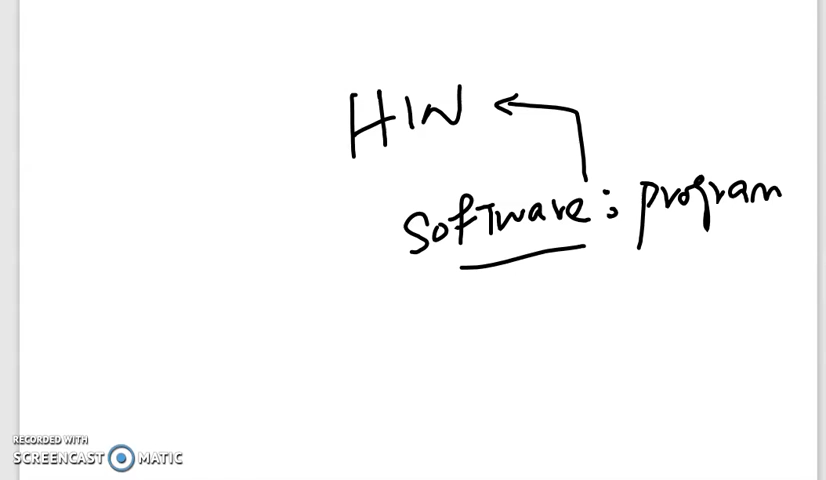 H/W
Software : program
RECORDED WITH
SCREENCAST MATIC